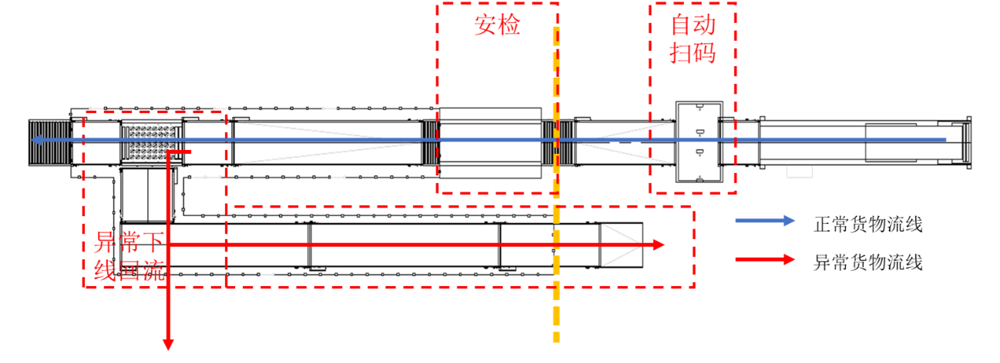 安检
自动
扫码
异常下
线回流
正常货物流线
异常货物流线